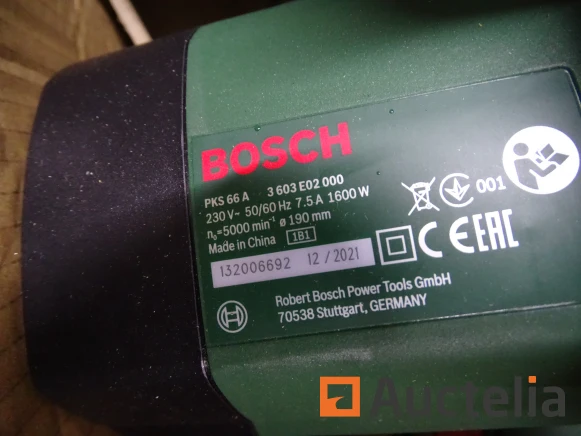 BOSCH
PKS 66 A 3 603 E02 000
230 V~ 50/60 Hz 7.5 A 1600 W
n₀=5000 min⁻¹ ø 190 mm
Made in China 1B1
001
132006692 12 / 2021
CE EAC
Robert Bosch Power Tools GmbH
70538 Stuttgart, GERMANY
Auctelia